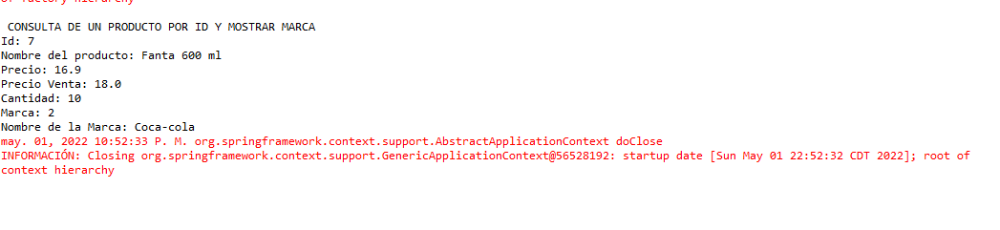 of factory hierarchy
CONSULTA DE UN PRODUCTO POR ID Y MOSTRAR MARCA
Id: 7
Nombre del producto: Fanta 600 ml
Precio: 16.9
Precio Venta: 18.0
Cantidad: 10
Marca: 2
Nombre de la Marca: Coca-cola
may. 01, 2022 10:52:33 P. M. org.springframework.context.support.AbstractApplicationContext doClose
INFORMACIÓN: Closing org.springframework.context.support.GenericApplicationContext@56528192: startup date [Sun May 01 22:52:32 CDT 2022]; root of
context hierarchy